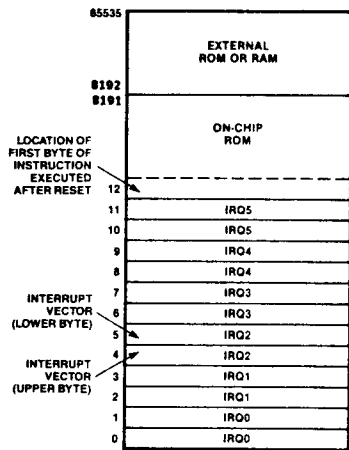 65535
EXTERNAL
ROM OR RAM
8192
8191
ON-CHIP
ROM
LOCATION OF
FIRST BYTE OF
INSTRUCTION
EXECUTED
AFTER RESET
12
11 IRQ5
10 IRQ5
9 IRQ4
8 IRQ4
7 IRQ3
6 IRQ3
INTERRUPT
VECTOR
(LOWER BYTE)
5 IRQ2
4 IRQ2
INTERRUPT
VECTOR
(UPPER BYTE)
3 IRQ1
2 IRQ1
1 IRQ0
0 IRQ0